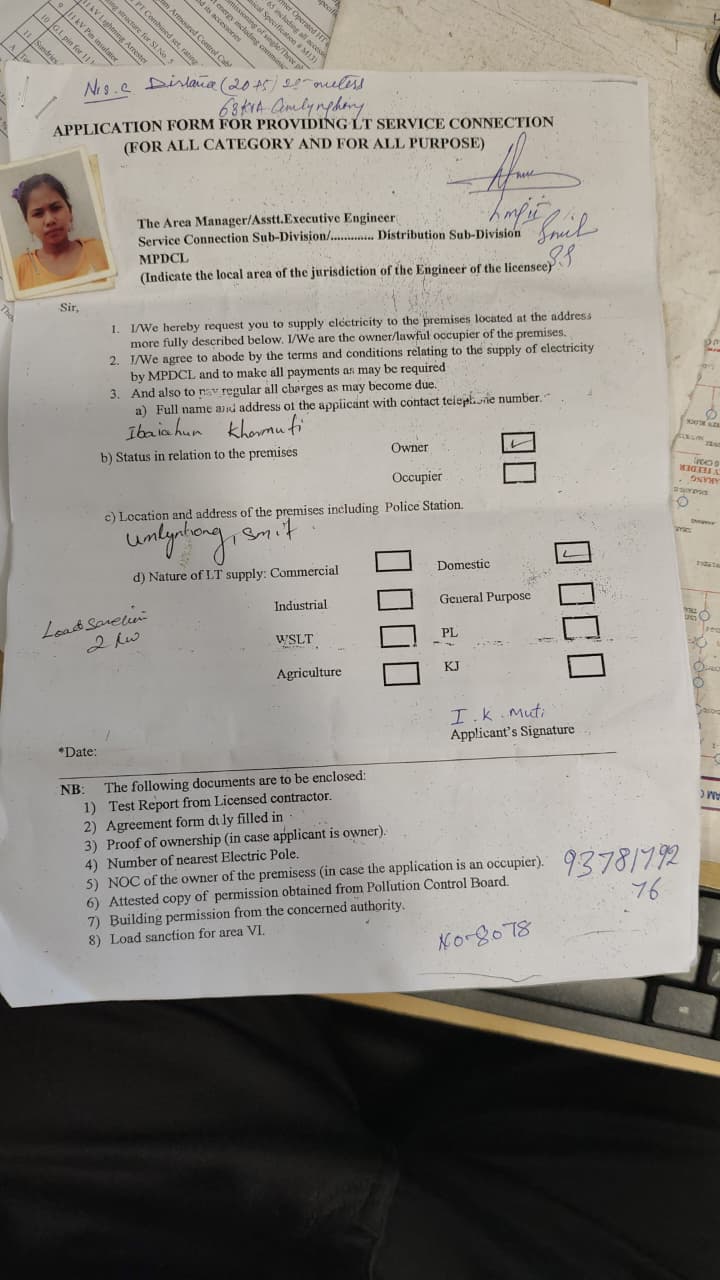 N.S.C Distance (20+5) 25 meters
63 KVA Umlyngkong
APPLICATION FORM FOR PROVIDING LT SERVICE CONNECTION
(FOR ALL CATEGORY AND FOR ALL PURPOSE)
The Area Manager/Asstt.Executive Engineer
Service Connection Sub-Division/............. Distribution Sub-Division
MPDCL
(Indicate the local area of the jurisdiction of the Engineer of the licensee)
Sir,
1. I/We hereby request you to supply electricity to the premises located at the address
more fully described below. I/We are the owner/lawful occupier of the premises.
2. I/We agree to abode by the terms and conditions relating to the supply of electricity
by MPDCL and to make all payments as may be required
3. And also to pay regular all charges as may become due.
a) Full name and address of the applicant with contact telephone number.
Ibaiahun Khormuti
b) Status in relation to the premises
Owner
Occupier
c) Location and address of the premises including Police Station.
Umlyntiong, Smit.
d) Nature of LT supply: Commercial
Domestic
Industrial
General Purpose
Load Sanction
2 kw
WSLT
PL
Agriculture
KJ
I.K.Muti
*Date:
Applicant's Signature
NB: The following documents are to be enclosed:
1) Test Report from Licensed contractor.
2) Agreement form duly filled in
3) Proof of ownership (in case applicant is owner).
4) Number of nearest Electric Pole.
5) NOC of the owner of the premisess (in case the application is an occupier).
6) Attested copy of permission obtained from Pollution Control Board.
7) Building permission from the concerned authority.
8) Load sanction for area VI.
93781792
76
NO-8078